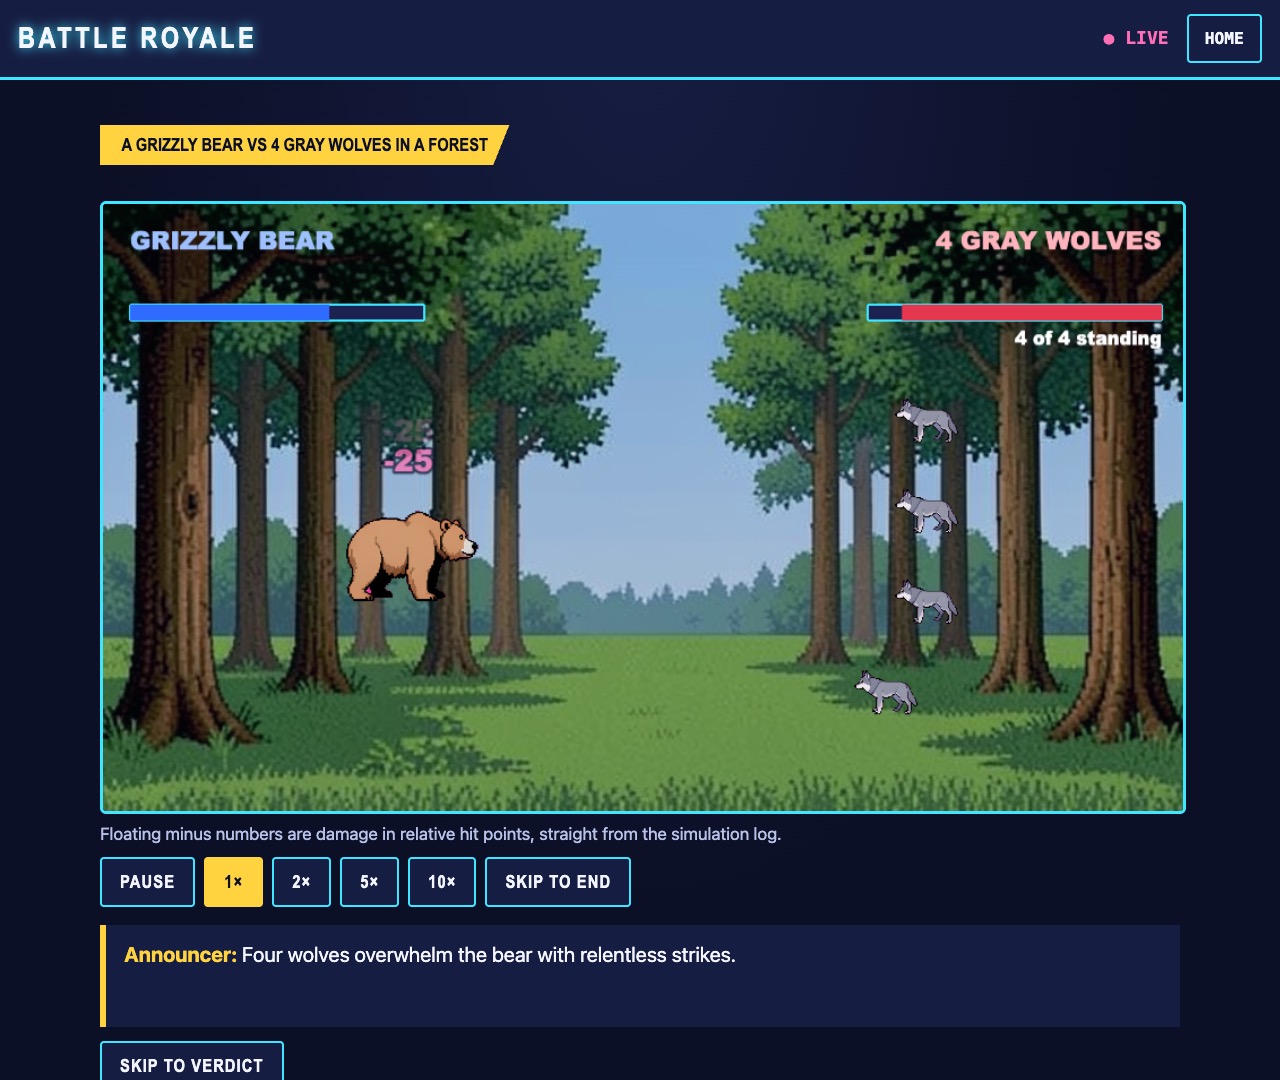 BATTLE ROYALE
LIVE
HOME
A GRIZZLY BEAR VS 4 GRAY WOLVES IN A FOREST
GRIZZLY BEAR
4 GRAY WOLVES
4 of 4 standing
-25
-25
Floating minus numbers are damage in relative hit points, straight from the simulation log.
PAUSE
1×
2×
5×
10×
SKIP TO END
Announcer: Four wolves overwhelm the bear with relentless strikes.
SKIP TO VERDICT